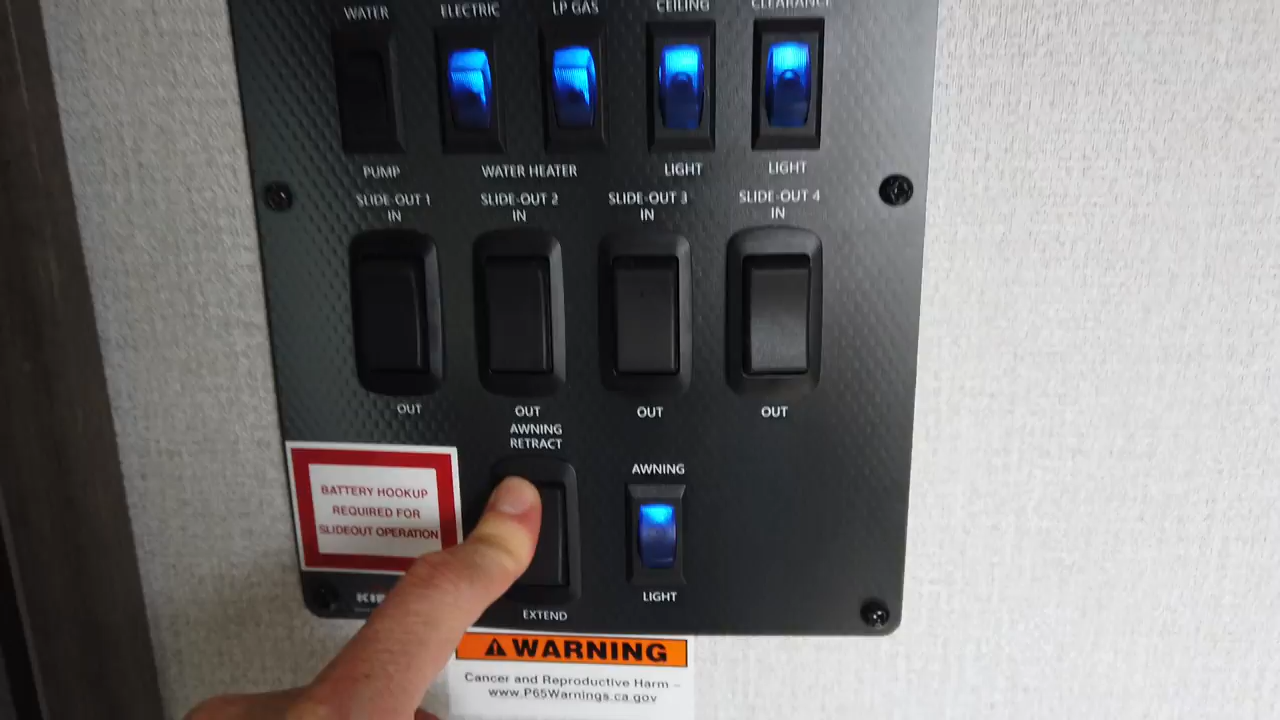 WATER
ELECTRIC
LP GAS
CEILING
CLEARANCE
PUMP
WATER HEATER
LIGHT
LIGHT
SLIDE-OUT 1
IN
SLIDE-OUT 2
IN
SLIDE-OUT 3
IN
SLIDE-OUT 4
IN
OUT
OUT
OUT
OUT
AWNING
RETRACT
AWNING
BATTERY HOOKUP
REQUIRED FOR
SLIDEOUT OPERATION
EXTEND
LIGHT
WARNING
Cancer and Reproductive Harm –
www.P65Warnings.ca.gov